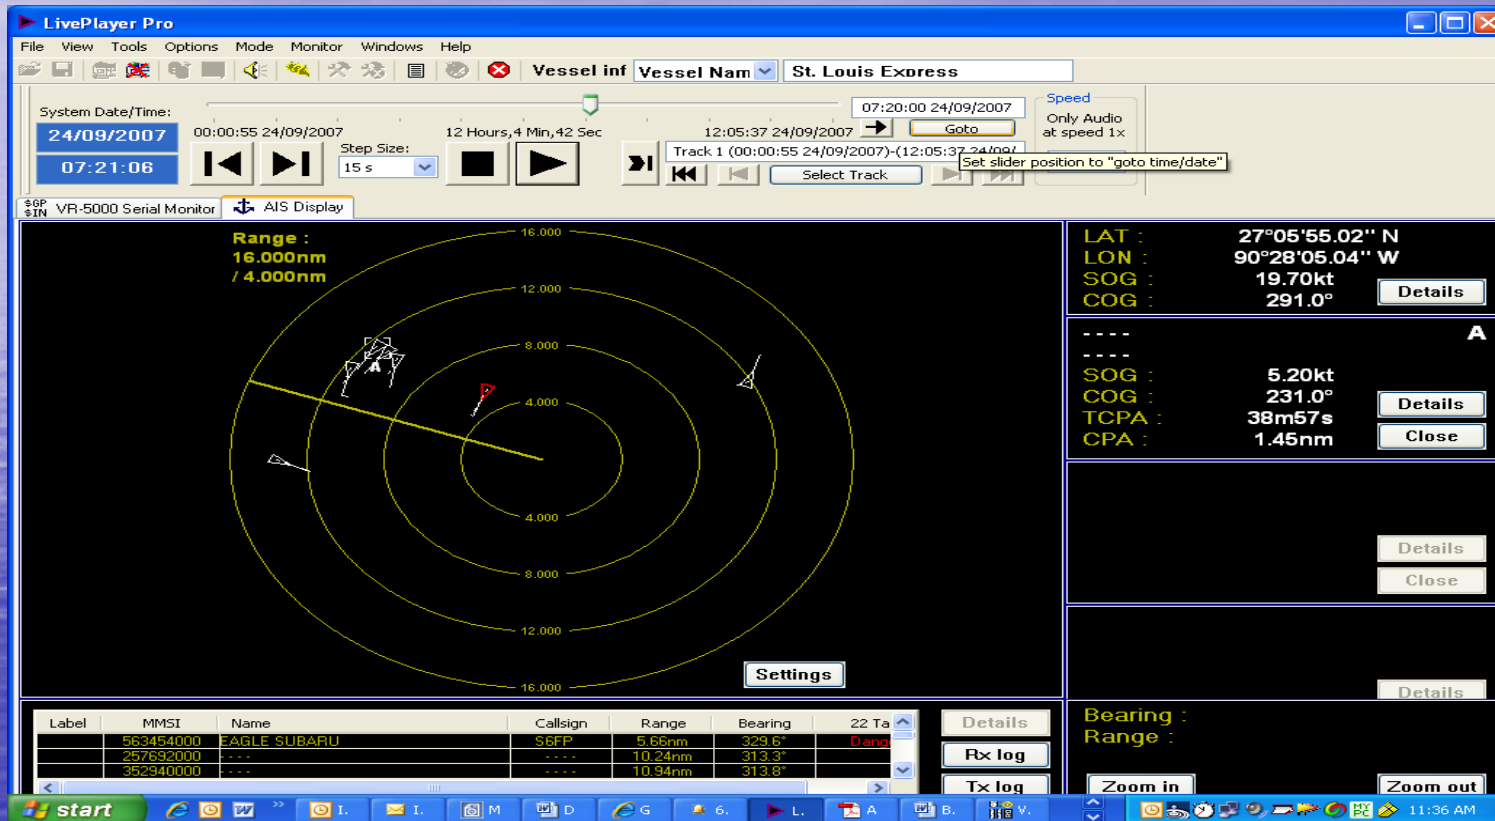 LivePlayer Pro
File View Tools Options Mode Monitor Windows Help
Vessel inf Vessel Nam St. Louis Express
System Date/Time:
24/09/2007
07:21:06
00:00:55 24/09/2007 12 Hours,4 Min,42 Sec 12:05:37 24/09/2007
07:20:00 24/09/2007
Goto
Speed
Only Audio
at speed 1x
Step Size:
15 s
Track 1 (00:00:55 24/09/2007)-(12:05:37 24/09/
Set slider position to "goto time/date"
Select Track
$GP
$IN VR-5000 Serial Monitor AIS Display
Range :
16.000nm
/ 4.000nm
16.000
12.000
8.000
4.000
A
4.000
8.000
12.000
16.000
Settings
LAT : 27°05'55.02'' N
LON : 90°28'05.04'' W
SOG : 19.70kt
COG : 291.0°
Details
---- A
----
SOG : 5.20kt
COG : 231.0°
TCPA : 38m57s
CPA : 1.45nm
Details
Close
Details
Close
Details
Label MMSI Name Callsign Range Bearing 22 Ta
563454000 EAGLE SUBARU S6FP 5.66nm 329.6° Dang
257692000 ---- ---- 10.24nm 313.3°
352940000 ---- ---- 10.94nm 313.8°
Details
Rx log
Tx log
Bearing :
Range :
Zoom in Zoom out
start I. I. M D G 6. L. A B. V. 11:36 AM